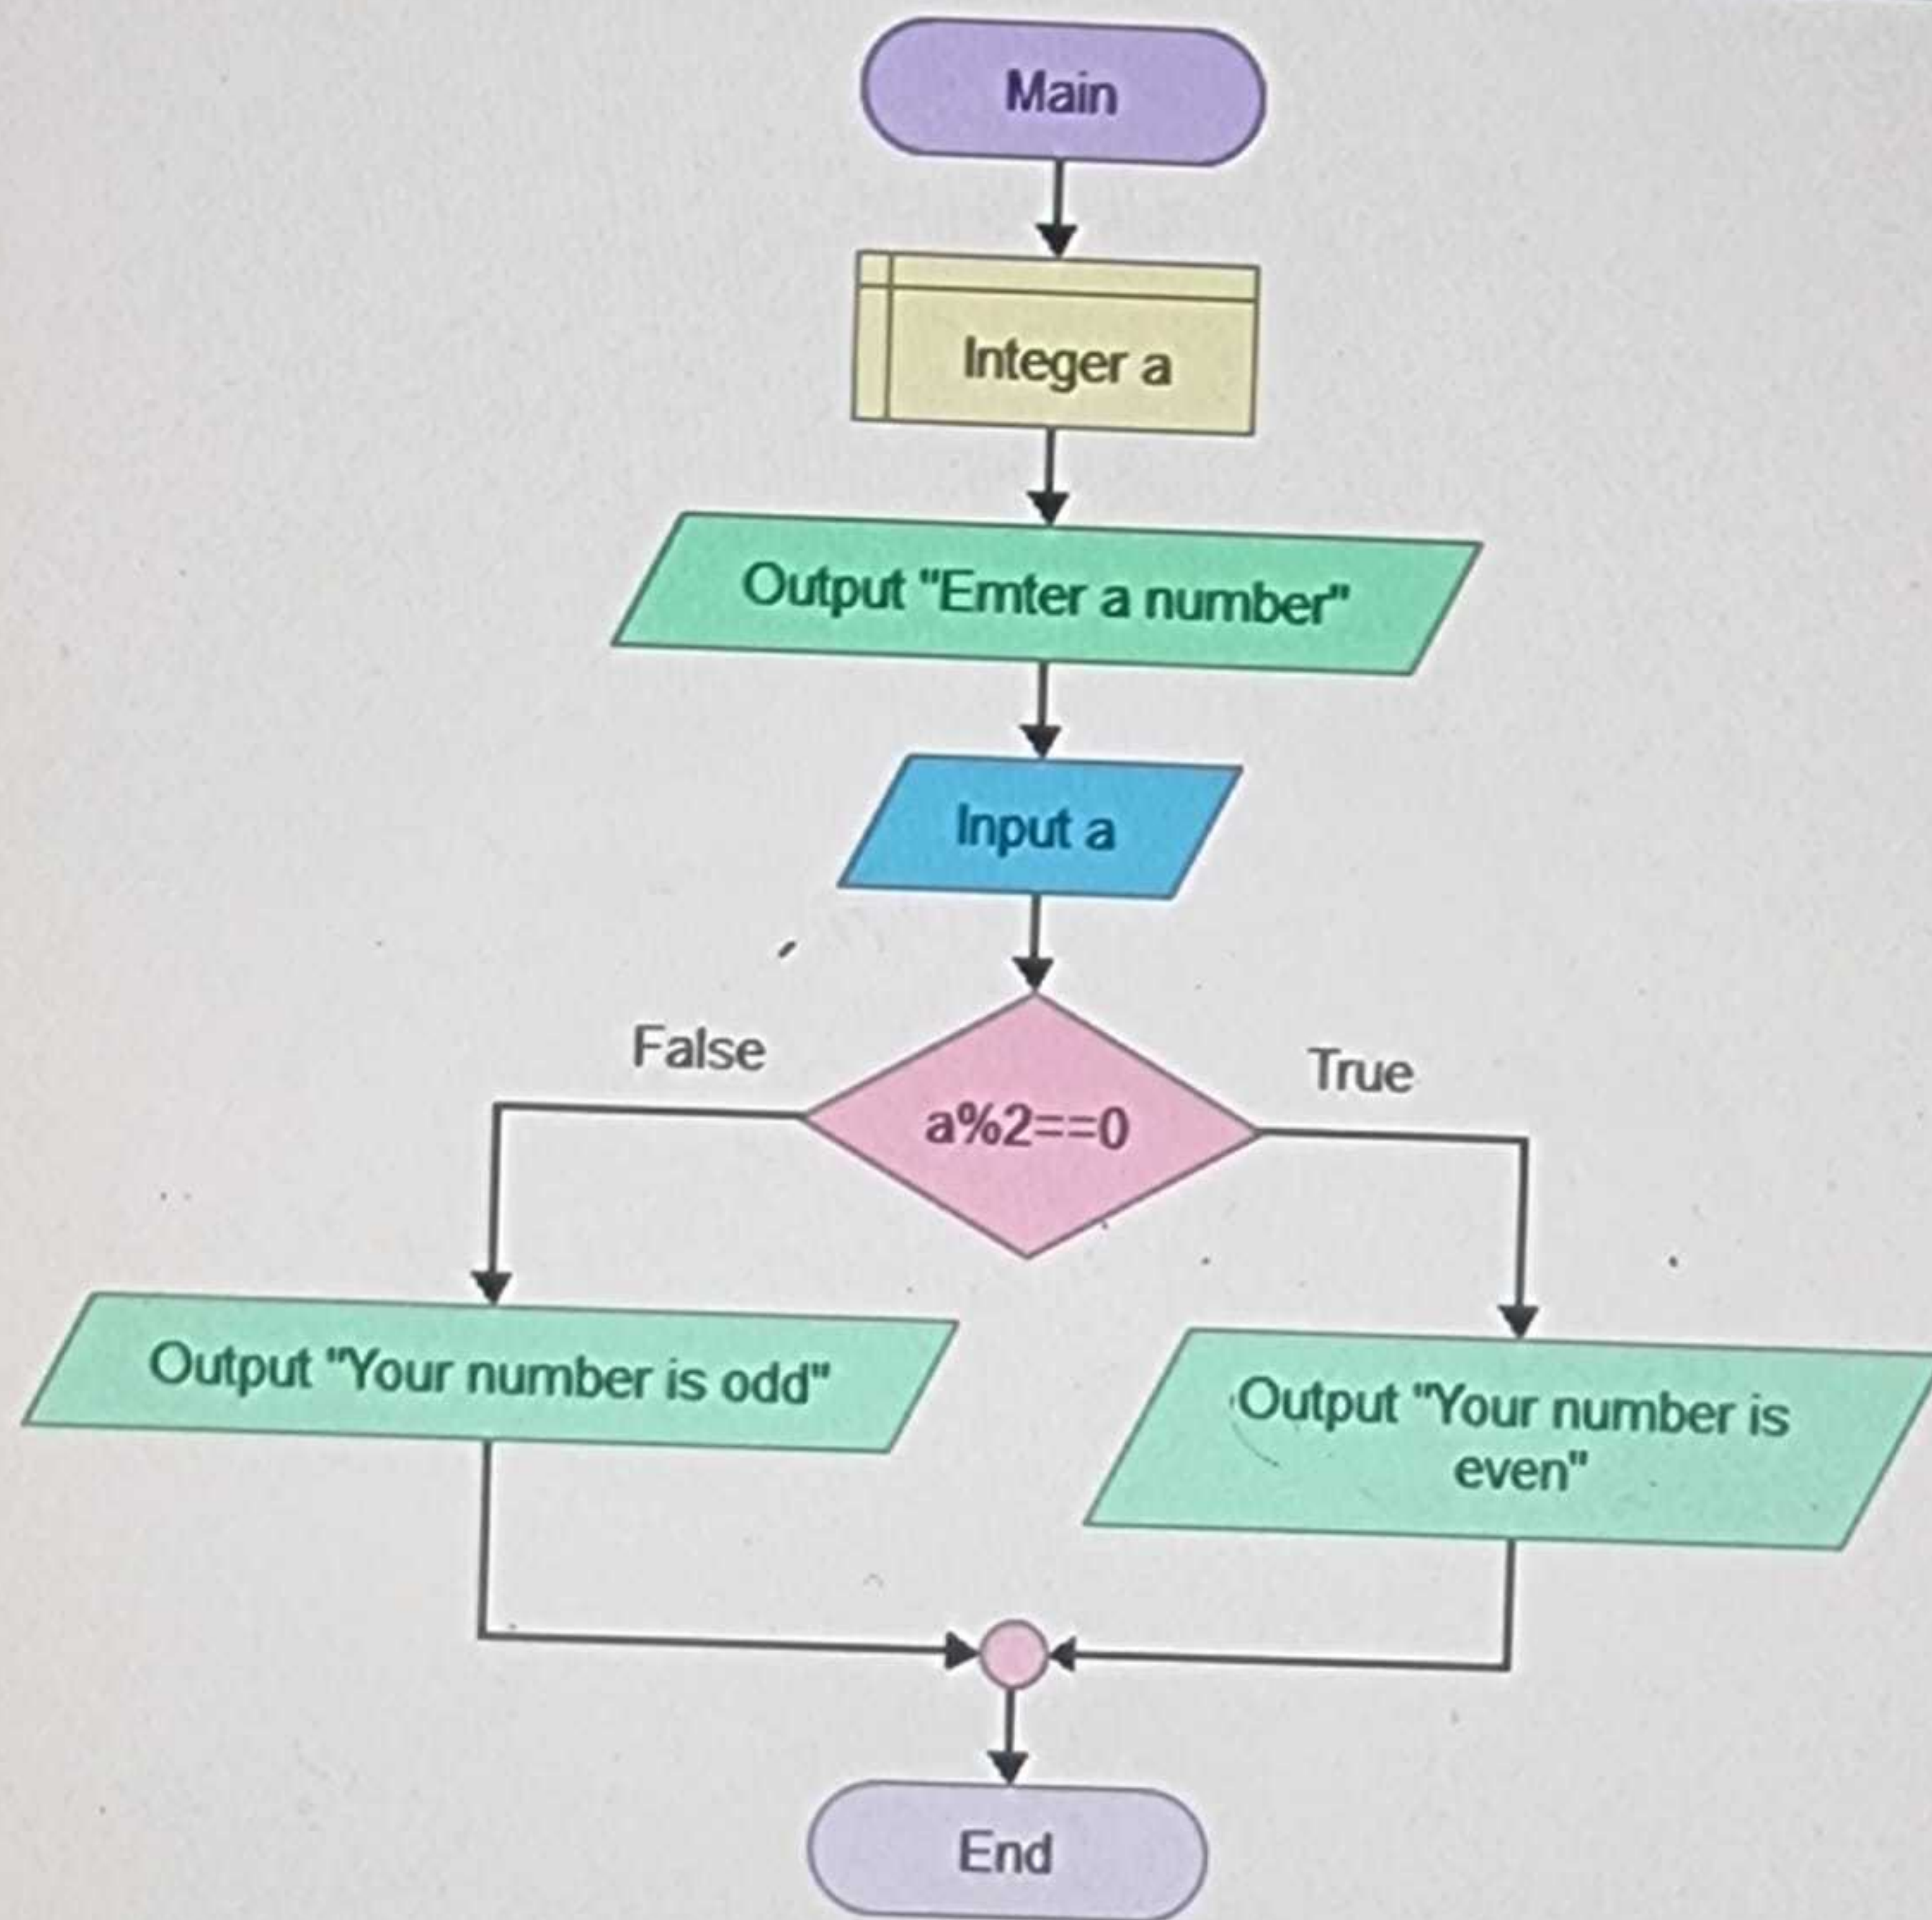 Main
Integer a
Output "Emter a number"
Input a
False
True
a%2==0
Output "Your number is odd"
Output "Your number is
even"
End